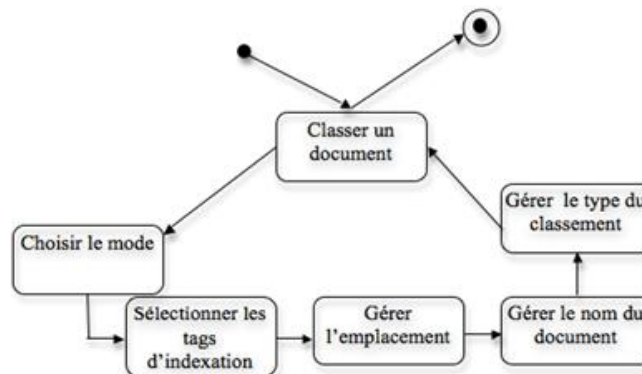 Classer un
document
Choisir le mode
Sélectionner les
tags
d'indexation
Gérer
l'emplacement
Gérer le nom du
document
Gérer le type du
classement